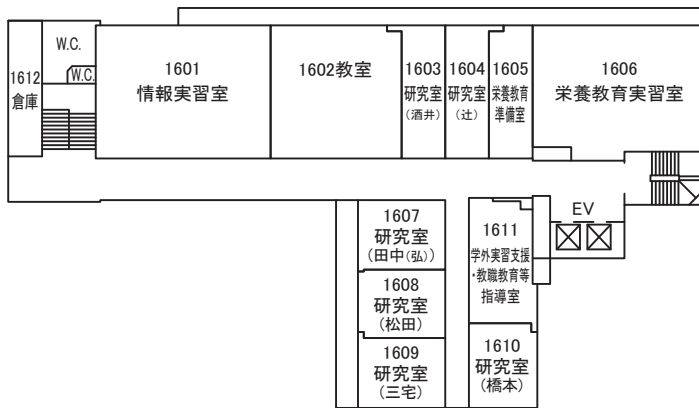 W.C.
W.C.
1612
倉庫
1601
情報実習室
1602教室
1603
研究室
(酒井)
1604
研究室
(辻)
1605
栄養教育
準備室
1606
栄養教育実習室
1607
研究室
(田中(弘))
1608
研究室
(松田)
1609
研究室
(三宅)
1611
学外実習支援
・教職教育等
指導室
1610
研究室
(橋本)
EV